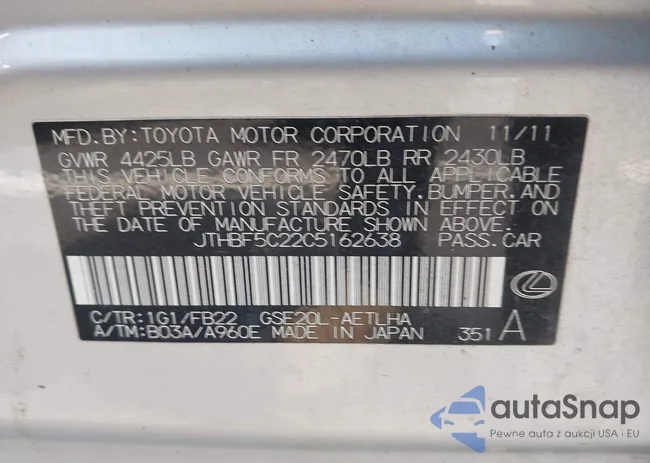 MFD.BY:TOYOTA MOTOR CORPORATION 11/11
GVWR 4425LB GAWR FR 2470LB RR 2430LB
THIS VEHICLE CONFORMS TO ALL APPLICABLE
FEDERAL MOTOR VEHICLE SAFETY,BUMPER,AND
THEFT PREVENTION STANDARDS IN EFFECT ON
THE DATE OF MANUFACTURE SHOWN ABOVE.
JTHBF5C22C5162638 PASS.CAR
C/TR:1G1/FB22 GSE20L-AETLHA
A/TM:B03A/A960E MADE IN JAPAN 351 A
autaSnap
Pewne auta z aukcji USA i EU